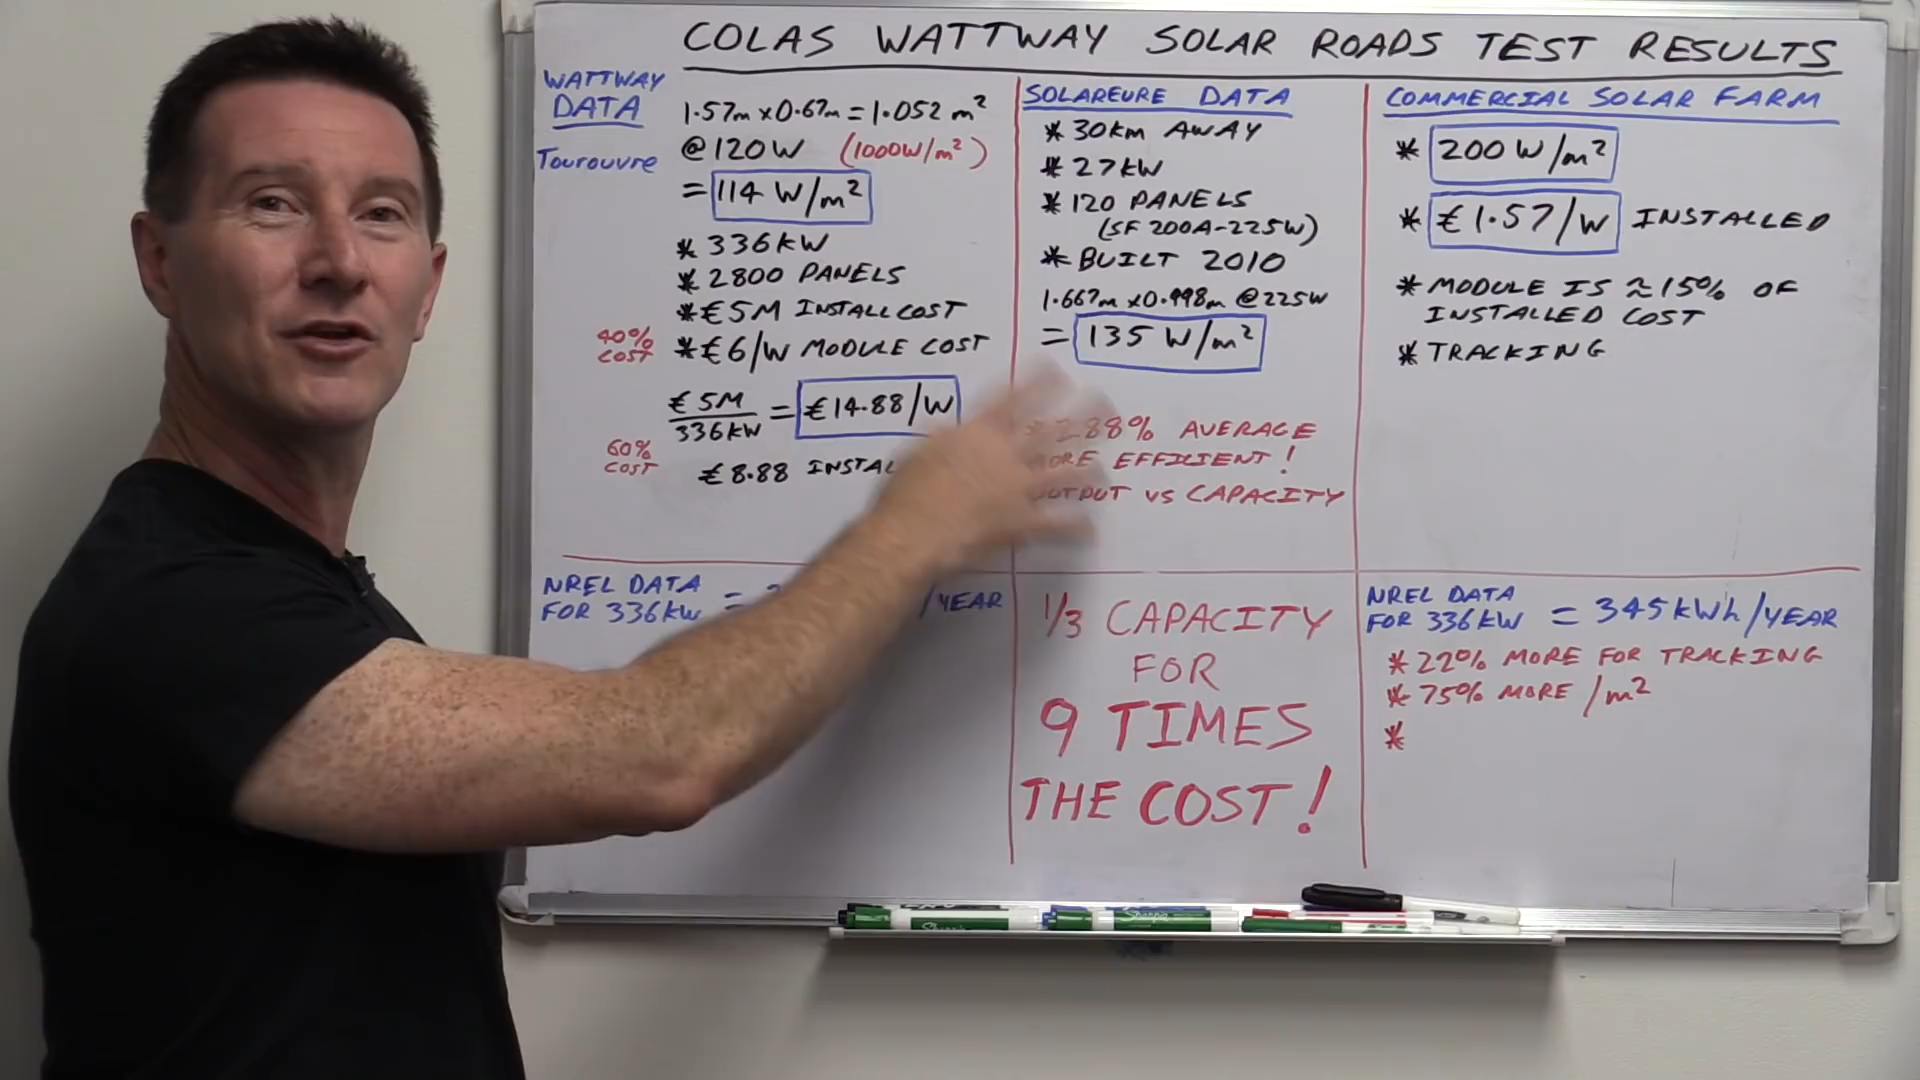 COLAS WATTWAY SOLAR ROADS TEST RESULTS
WATTWAY
DATA
Tourouvre
1.57m x 0.67m = 1.052 m²
@ 120W (1000W/m²)
= 114 W/m²
* 336kW
* 2800 PANELS
* €5M INSTALL COST
40%
COST
* €6/W MODULE COST
€5M
336kW
= €14.88/W
60%
COST
€8.88
SOLAREURE DATA
* 30km AWAY
* 27kW
* 120 PANELS
(SF 200A-225W)
* BUILT 2010
1.667m x 0.998m @ 225W
= 135 W/m²
288% AVERAGE
MORE EFFICIENT!
OUTPUT VS CAPACITY
COMMERCIAL SOLAR FARM
* 200 W/m²
* €1.57/W INSTALLED
* MODULE IS ≈15% OF
INSTALLED COST
* TRACKING
NREL DATA
FOR 336kW = /YEAR
1/3 CAPACITY
FOR
9 TIMES
THE COST!
NREL DATA
FOR 336kW = 345kWh/YEAR
* 22% MORE FOR TRACKING
* 75% MORE /m²
*
Sharpie